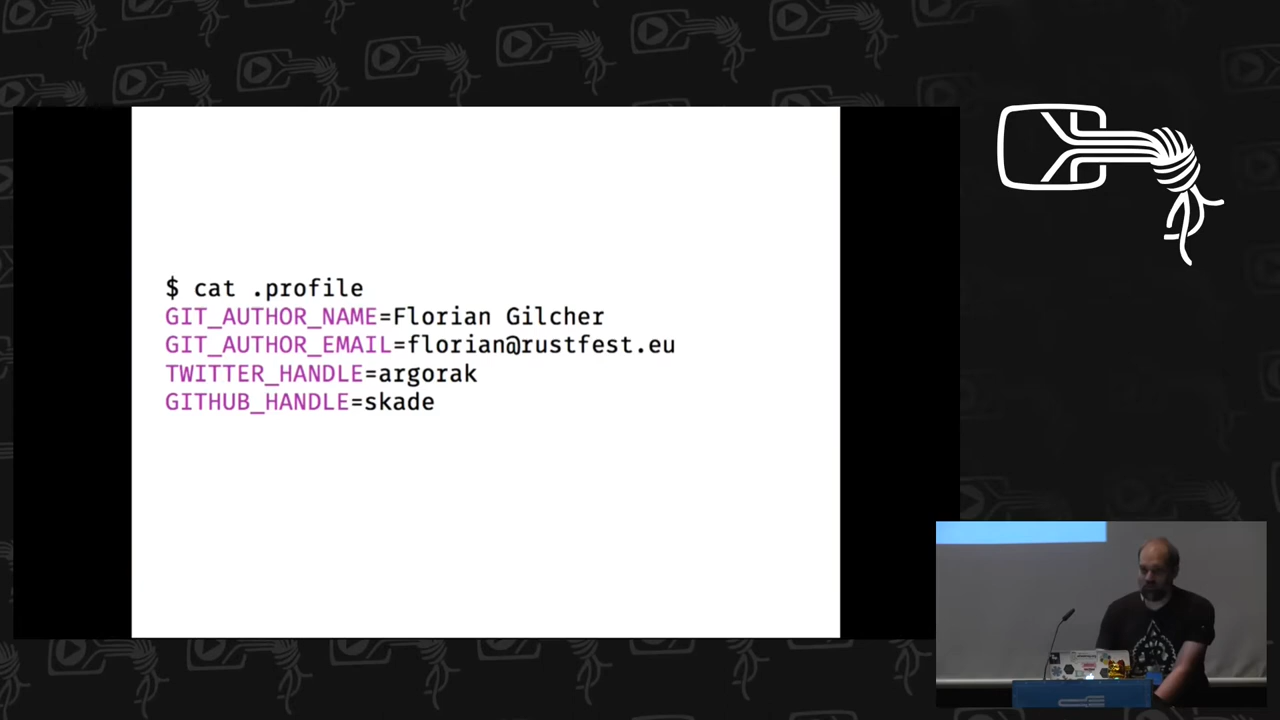 $ cat .profile
GIT_AUTHOR_NAME=Florian Gilcher
GIT_AUTHOR_EMAIL=florian@rustfest.eu
TWITTER_HANDLE=argorak
GITHUB_HANDLE=skade